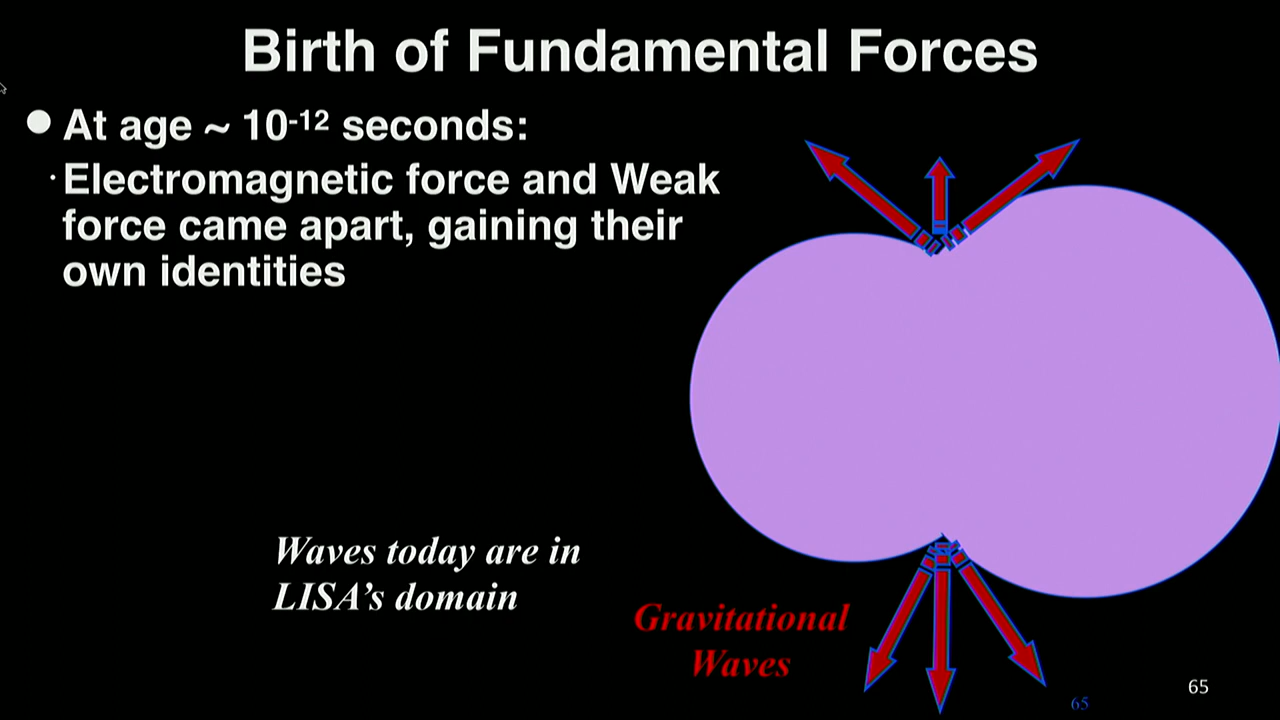 Birth of Fundamental Forces
● At age ~ 10⁻¹² seconds:
· Electromagnetic force and Weak
force came apart, gaining their
own identities
Waves today are in
LISA’s domain
Gravitational
Waves
65
65